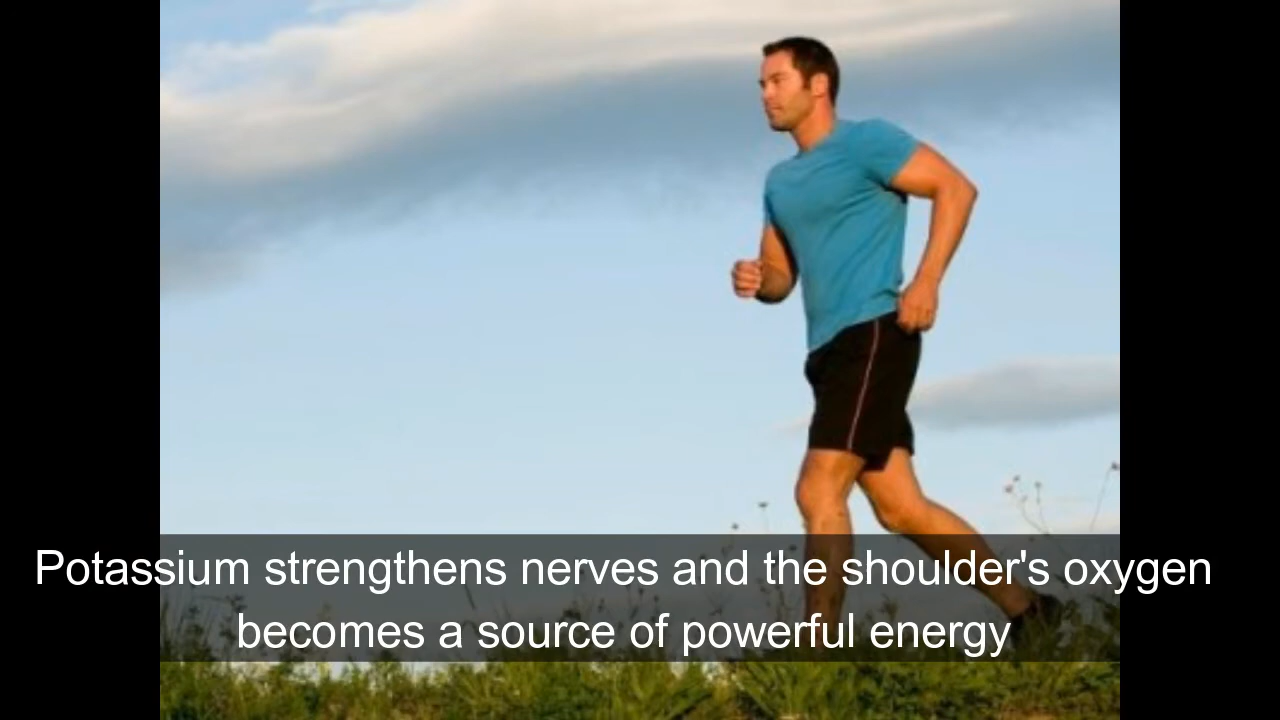 Potassium strengthens nerves and the shoulder's oxygen
becomes a source of powerful energy